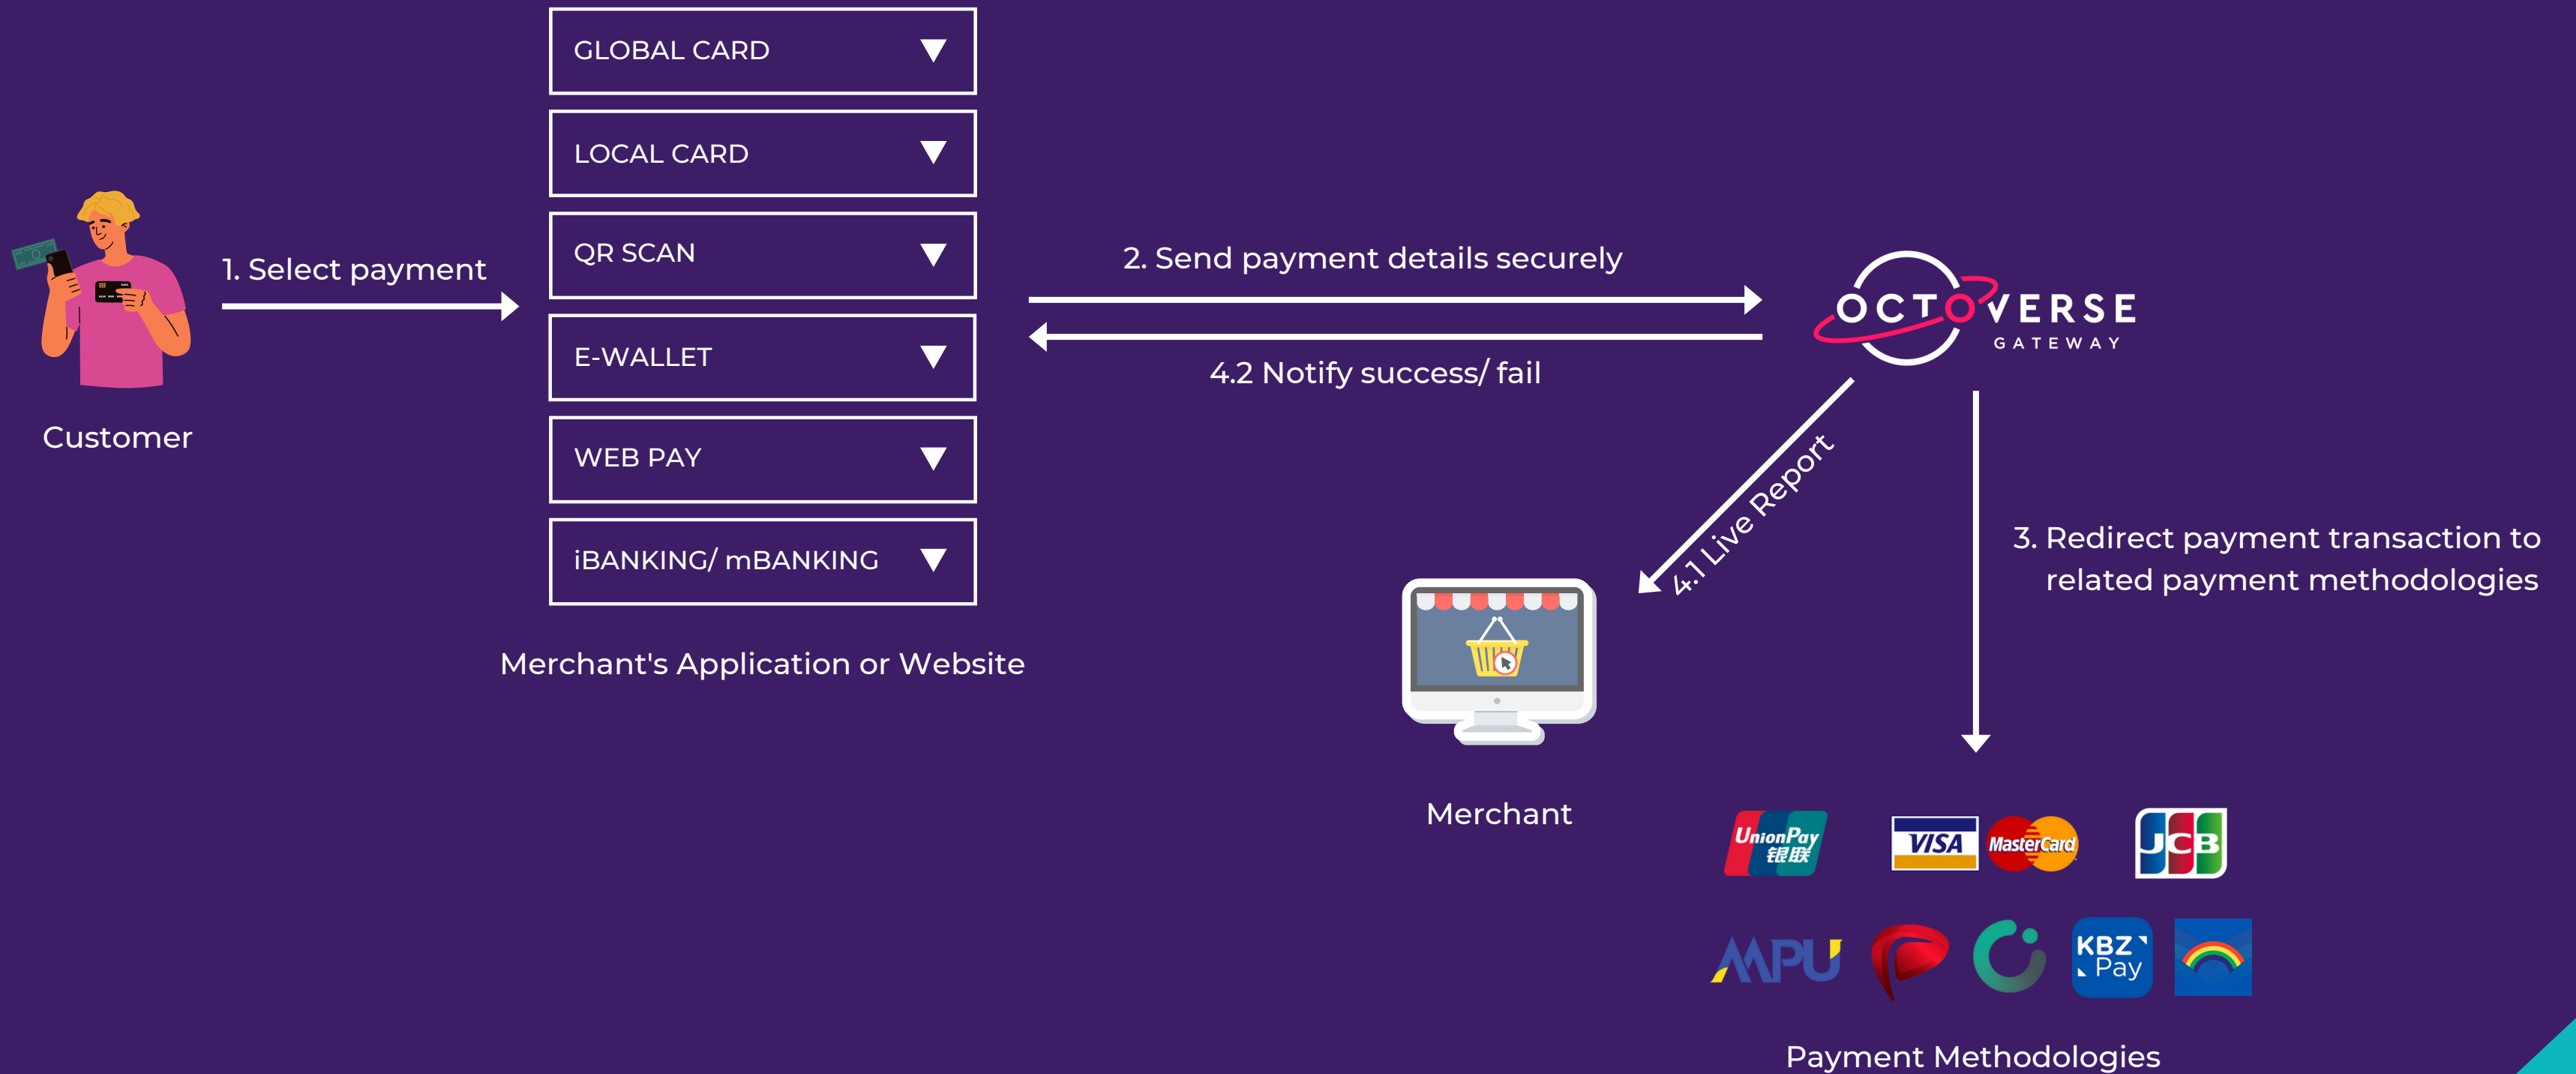 GLOBAL CARD
LOCAL CARD
QR SCAN
E-WALLET
WEB PAY
iBANKING/ mBANKING
Merchant's Application or Website
1. Select payment
Customer
2. Send payment details securely
4.2 Notify success/ fail
OCTOVERSE
GATEWAY
4.1 Live Report
Merchant
3. Redirect payment transaction to
related payment methodologies
UnionPay
银联
VISA
MasterCard
JCB
MPU
KBZ
Pay
Payment Methodologies